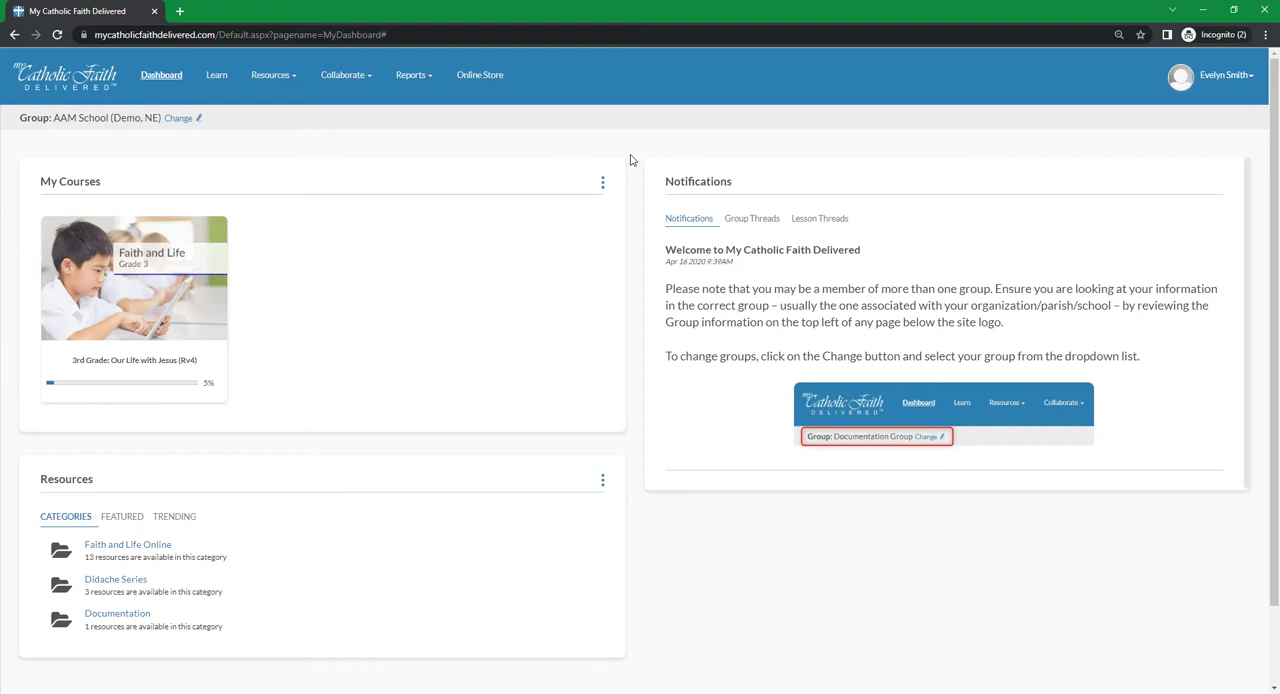 My Catholic Faith Delivered
mycatholicfaithdelivered.com/Default.aspx?pagename=MyDashboard#
Incognito (2)
my Catholic Faith DELIVERED™
Dashboard Learn Resources Collaborate Reports Online Store
Evelyn Smith
Group: AAM School (Demo, NE) Change
My Courses
Faith and Life
Grade 3
3rd Grade: Our Life with Jesus (Rv4)
5%
Resources
CATEGORIES FEATURED TRENDING
Faith and Life Online
13 resources are available in this category
Didache Series
3 resources are available in this category
Documentation
1 resources are available in this category
Notifications
Notifications Group Threads Lesson Threads
Welcome to My Catholic Faith Delivered
Apr 16 2020 9:39AM
Please note that you may be a member of more than one group. Ensure you are looking at your information
in the correct group – usually the one associated with your organization/parish/school – by reviewing the
Group information on the top left of any page below the site logo.
To change groups, click on the Change button and select your group from the dropdown list.
my Catholic Faith DELIVERED™
Dashboard Learn Resources Collaborate
Group: Documentation Group Change